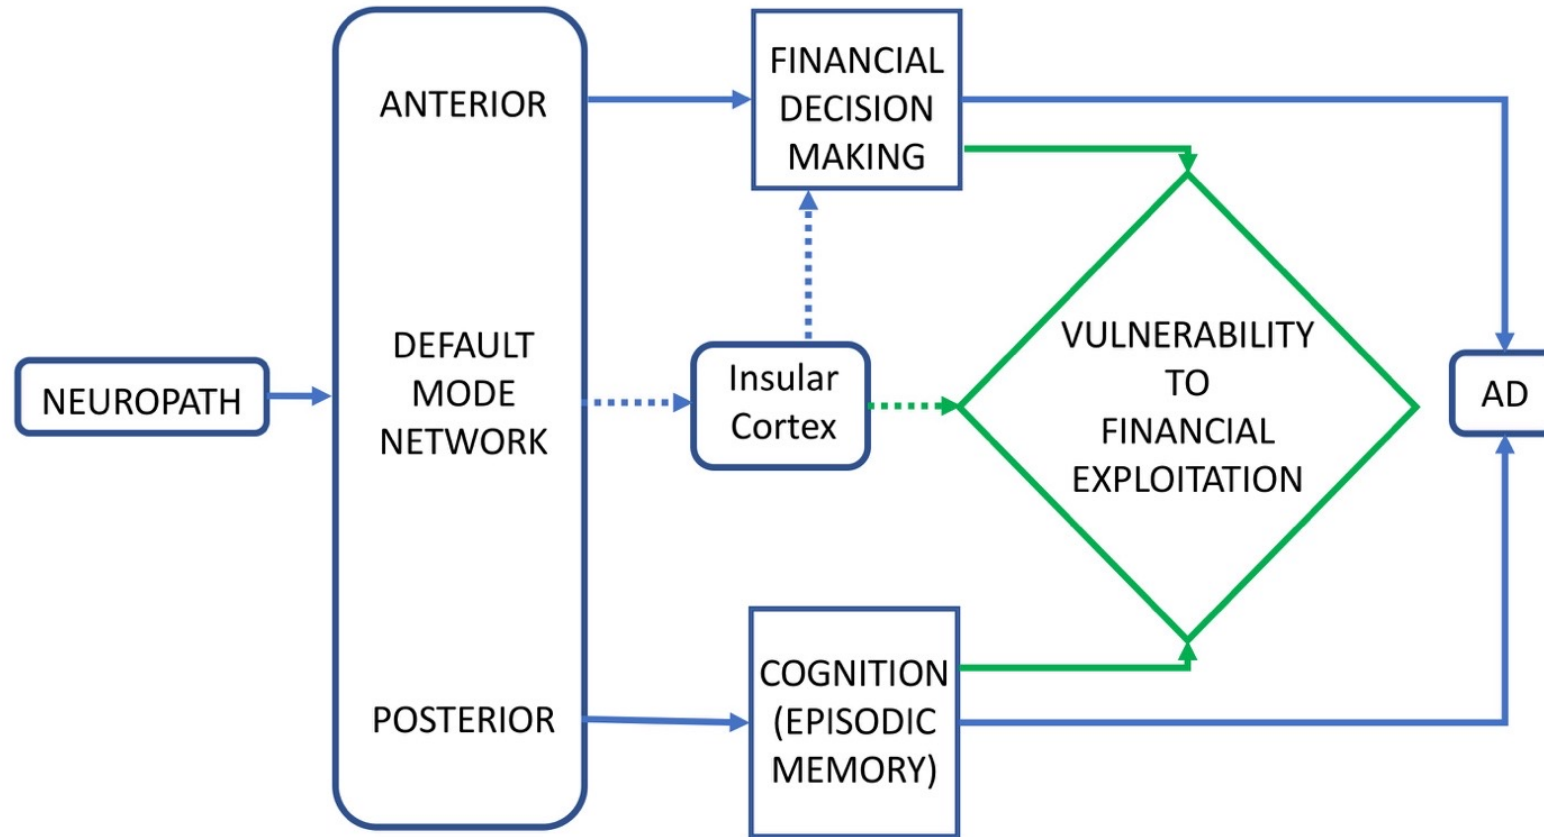 ANTERIOR
FINANCIAL
DECISION
MAKING
NEUROPATH
DEFAULT
MODE
NETWORK
Insular
Cortex
VULNERABILITY
TO
FINANCIAL
EXPLOITATION
AD
POSTERIOR
COGNITION
(EPISODIC
MEMORY)